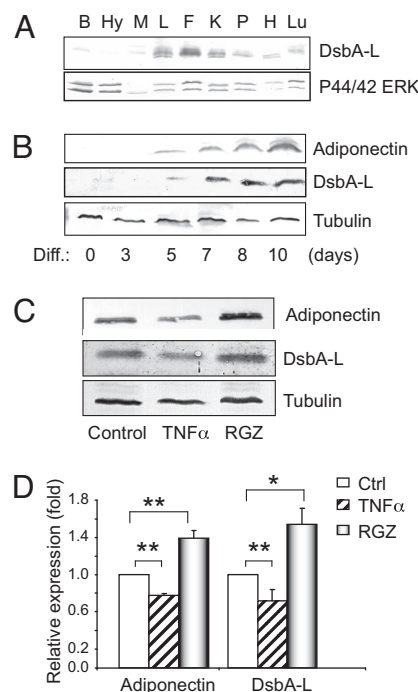 A
B Hy M L F K P H Lu
DsbA-L
P44/42 ERK
B
Adiponectin
DsbA-L
Tubulin
Diff.: 0 3 5 7 8 10 (days)
C
Adiponectin
DsbA-L
Tubulin
Control TNFα RGZ
D
Relative expression (fold)
1.8
1.4
1.0
0.6
0.2
0
** ** * **
Ctrl
TNFα
RGZ
Adiponectin DsbA-L